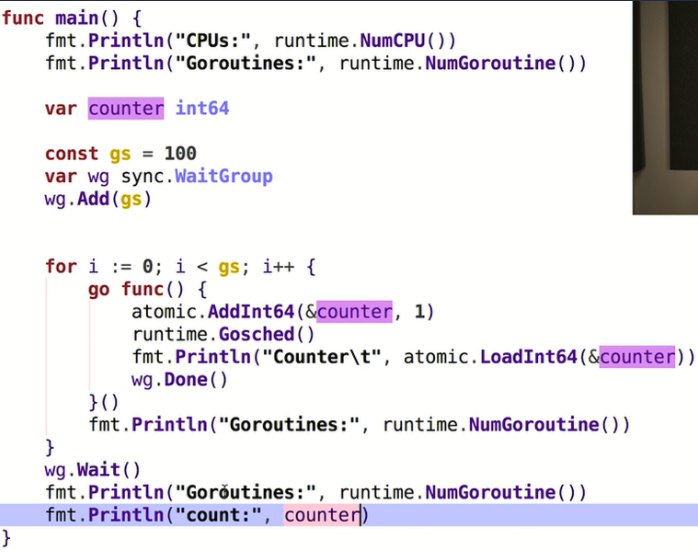 func main() {
    fmt.Println("CPUs:", runtime.NumCPU())
    fmt.Println("Goroutines:", runtime.NumGoroutine())
    var counter int64
    const gs = 100
    var wg sync.WaitGroup
    wg.Add(gs)
    for i := 0; i < gs; i++ {
        go func() {
            atomic.AddInt64(&counter, 1)
            runtime.Gosched()
            fmt.Println("Counter\t", atomic.LoadInt64(&counter))
            wg.Done()
        }()
        fmt.Println("Goroutines:", runtime.NumGoroutine())
    }
    wg.Wait()
    fmt.Println("Goroutines:", runtime.NumGoroutine())
    fmt.Println("count:", counter)
}